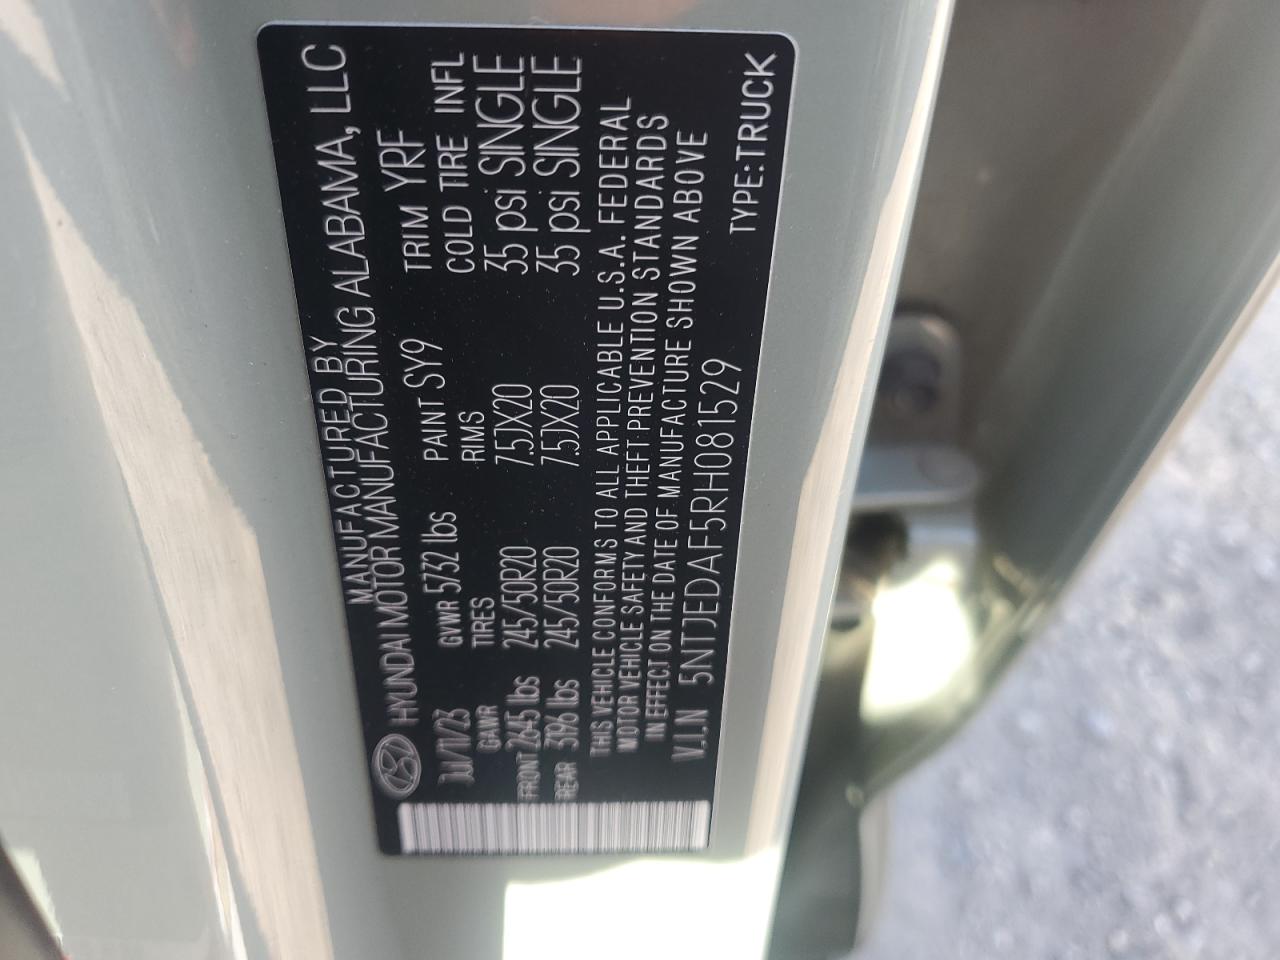 MANUFACTURED BY
HYUNDAI MOTOR MANUFACTURING ALABAMA, LLC
GVWR 5732 lbs PAINT SY9 TRIM YRF
GAWR TIRES RIMS COLD TIRE INFL
FRONT 2645 lbs 245/50R20 7.5JX20 35 psi SINGLE
REAR 3196 lbs 245/50R20 7.5JX20 35 psi SINGLE
THIS VEHICLE CONFORMS TO ALL APPLICABLE U.S.A. FEDERAL
MOTOR VEHICLE SAFETY AND THEFT PREVENTION STANDARDS
IN EFFECT ON THE DATE OF MANUFACTURE SHOWN ABOVE
V.I.N 5NTJEDAF5RH081529
TYPE:TRUCK